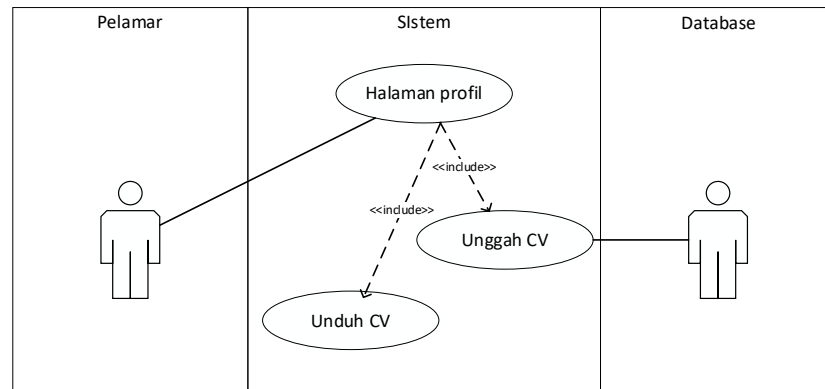 Pelamar
SIstem
Database
Halaman profil
<<include>>
<<include>>
Unggah CV
Unduh CV